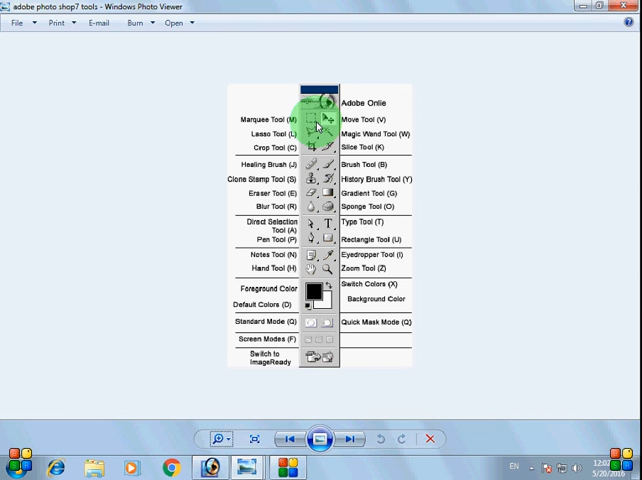 adobe photo shop7 tools - Windows Photo Viewer
File Print E-mail Burn Open
Adobe Onlie
Marquee Tool (M) Move Tool (V)
Lasso Tool (L) Magic Wand Tool (W)
Crop Tool (C) Slice Tool (K)
Healing Brush (J) Brush Tool (B)
Clone Stamp Tool (S) History Brush Tool (Y)
Eraser Tool (E) Gradient Tool (G)
Blur Tool (R) Sponge Tool (O)
Direct Selection Type Tool (T)
Tool (A)
Pen Tool (P) Rectangle Tool (U)
Notes Tool (N) Eyedropper Tool (I)
Hand Tool (H) Zoom Tool (Z)
Switch Colors (X)
Foreground Color
Background Color
Default Colors (D)
Standard Mode (Q) Quick Mask Mode (Q)
Screen Modes (F)
Switch to
ImageReady
EN
5/20/2016